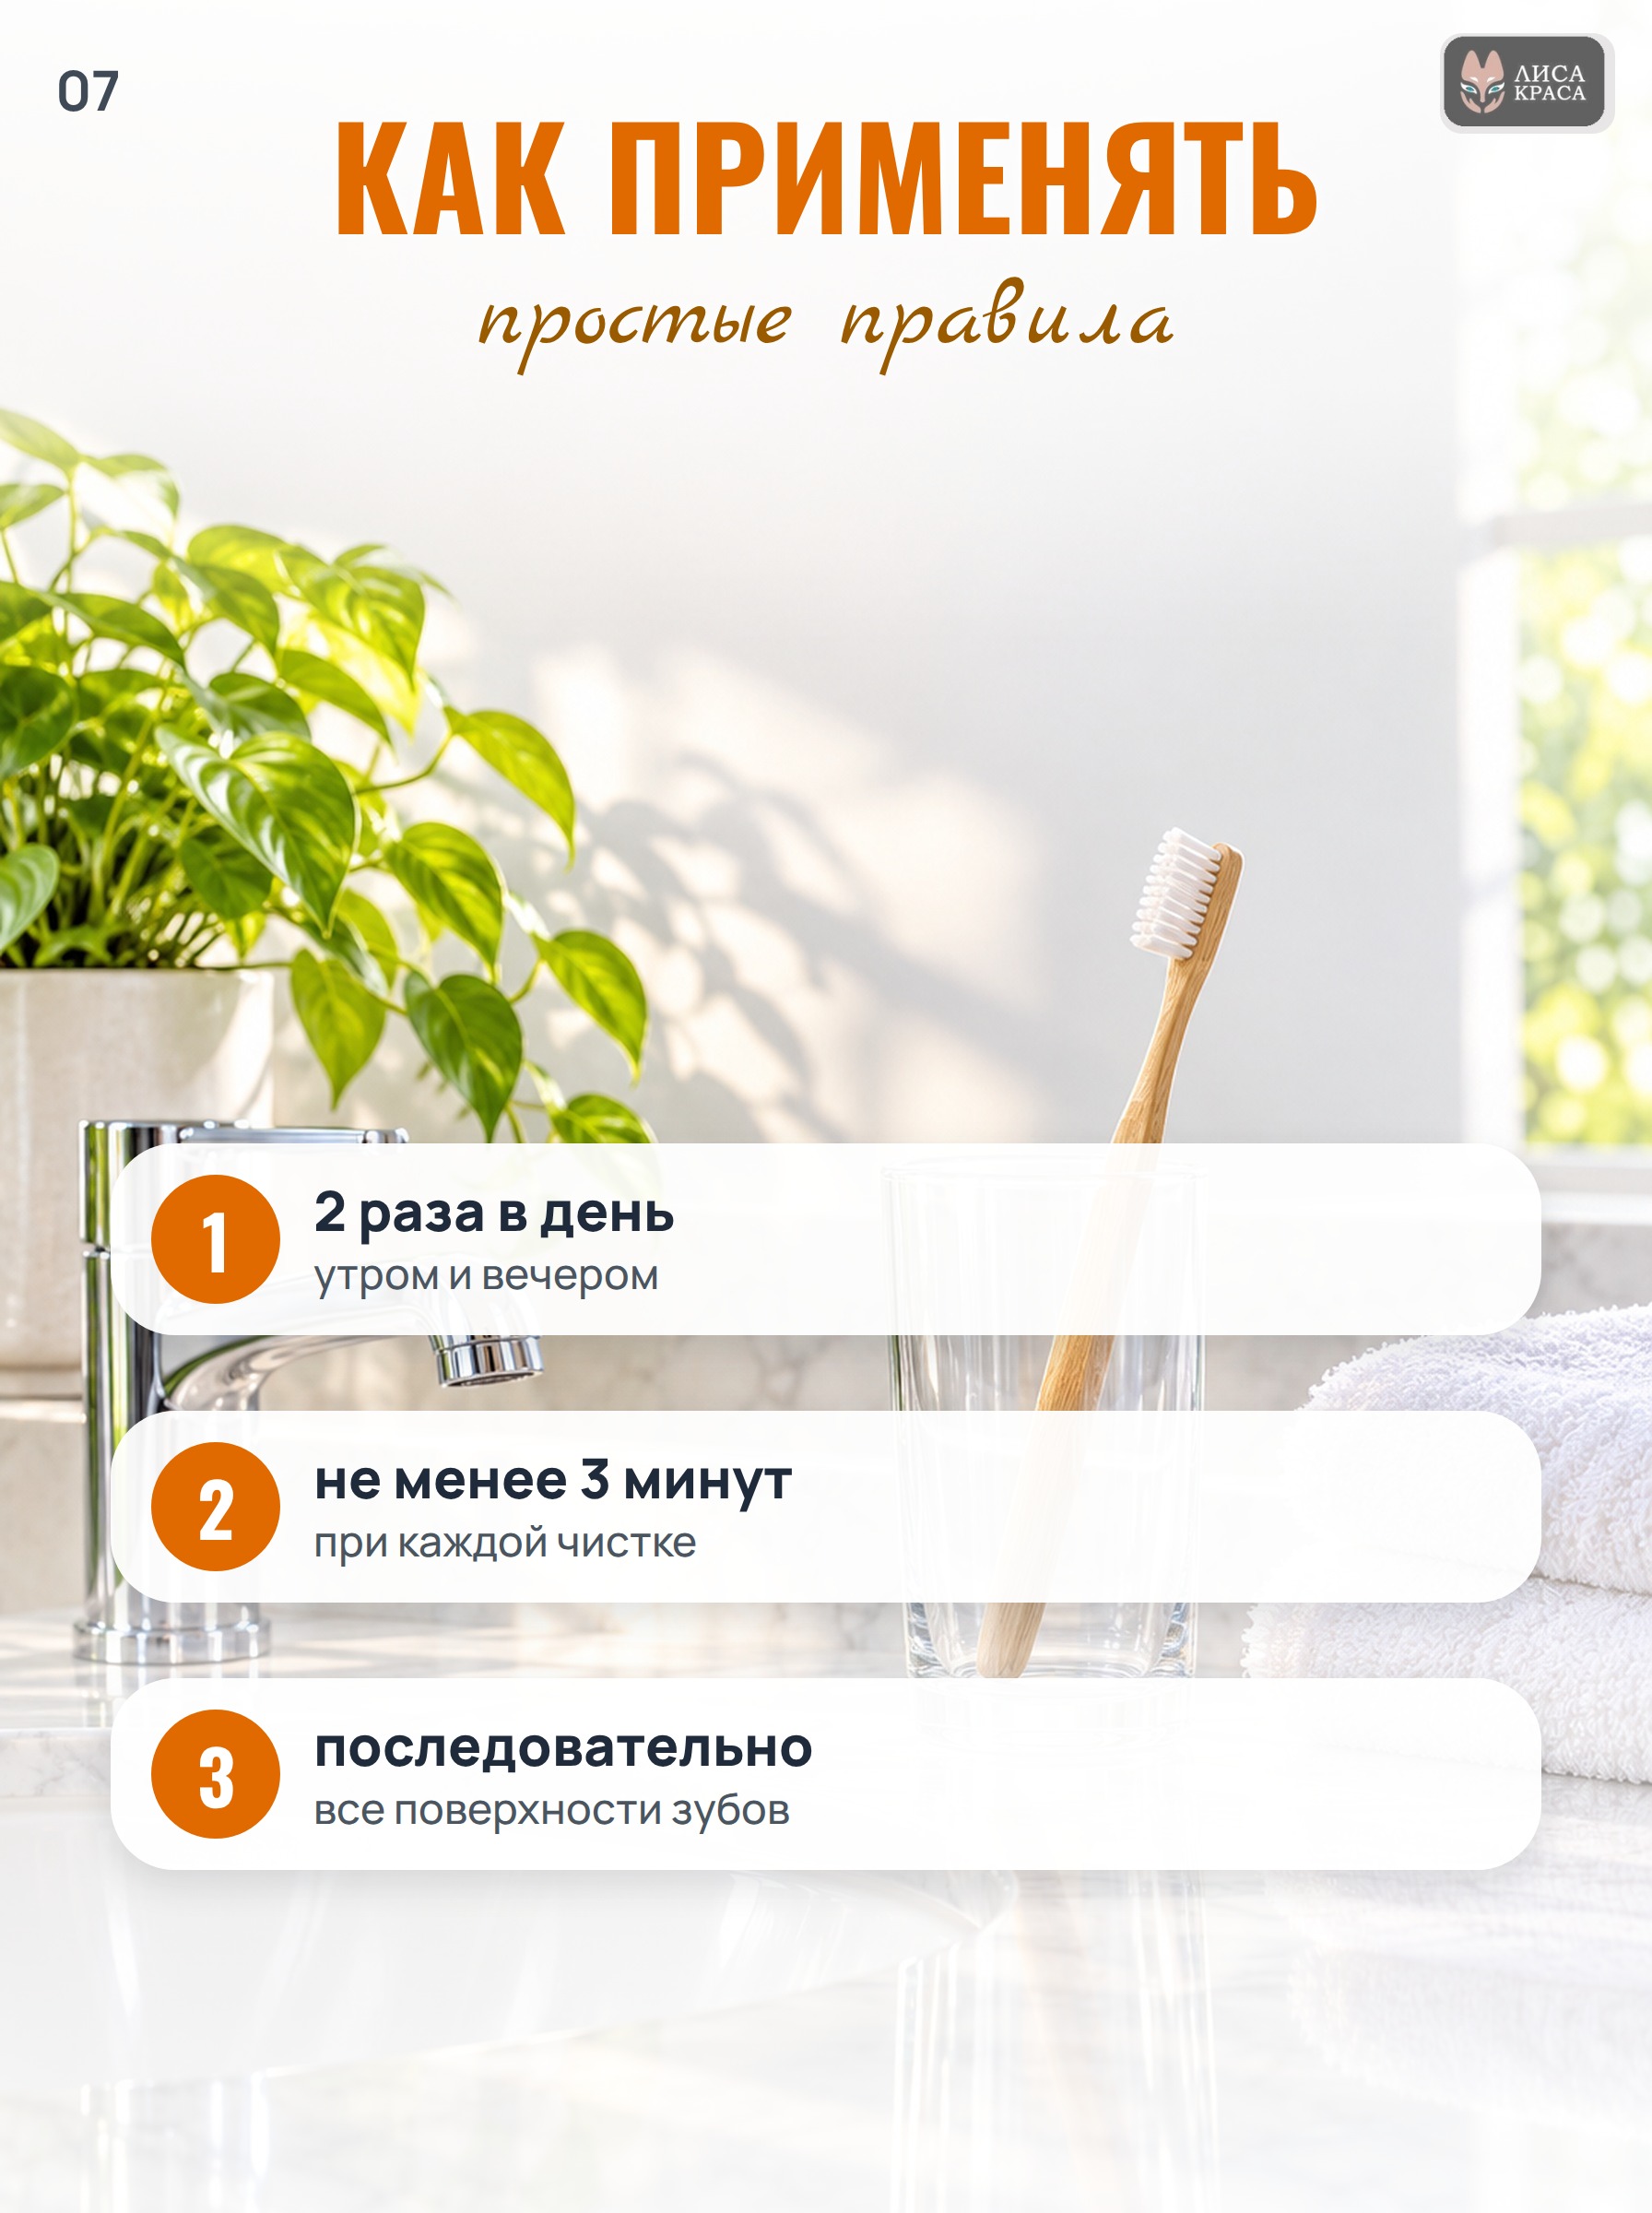 07
ЛИСА
КРАСА
КАК ПРИМЕНЯТЬ
простые правила
1
2 раза в день
утром и вечером
2
не менее 3 минут
при каждой чистке
3
последовательно
все поверхности зубов